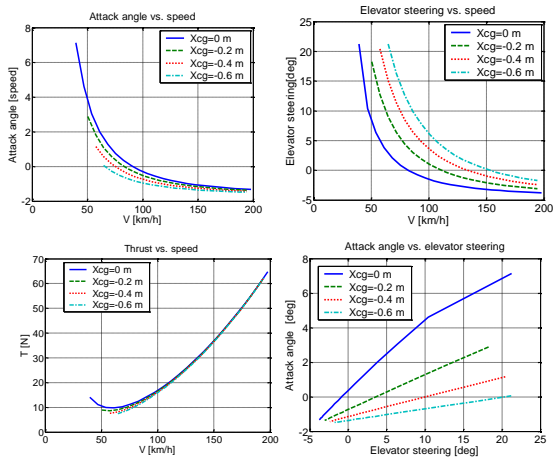 Attack angle vs. speed
Attack angle [speed]
8
6
4
2
0
-2
0
50
100
150
200
V [km/h]
Xcg=0 m
Xcg=-0.2 m
Xcg=-0.4 m
Xcg=-0.6 m
Elevator steering vs. speed
Elevator steering[deg]
25
20
15
10
5
0
-5
0
50
100
150
200
V [km/h]
Xcg=0 m
Xcg=-0.2 m
Xcg=-0.4 m
Xcg=-0.6 m
Thrust vs. speed
T [N]
70
60
50
40
30
20
10
0
0
50
100
150
200
V [km/h]
Xcg=0 m
Xcg=-0.2 m
Xcg=-0.4 m
Xcg=-0.6 m
Attack angle vs. elevator steering
Attack angle [deg]
8
6
4
2
0
-2
-5
0
5
10
15
20
25
Elevator steering [deg]
Xcg=0 m
Xcg=-0.2 m
Xcg=-0.4 m
Xcg=-0.6 m